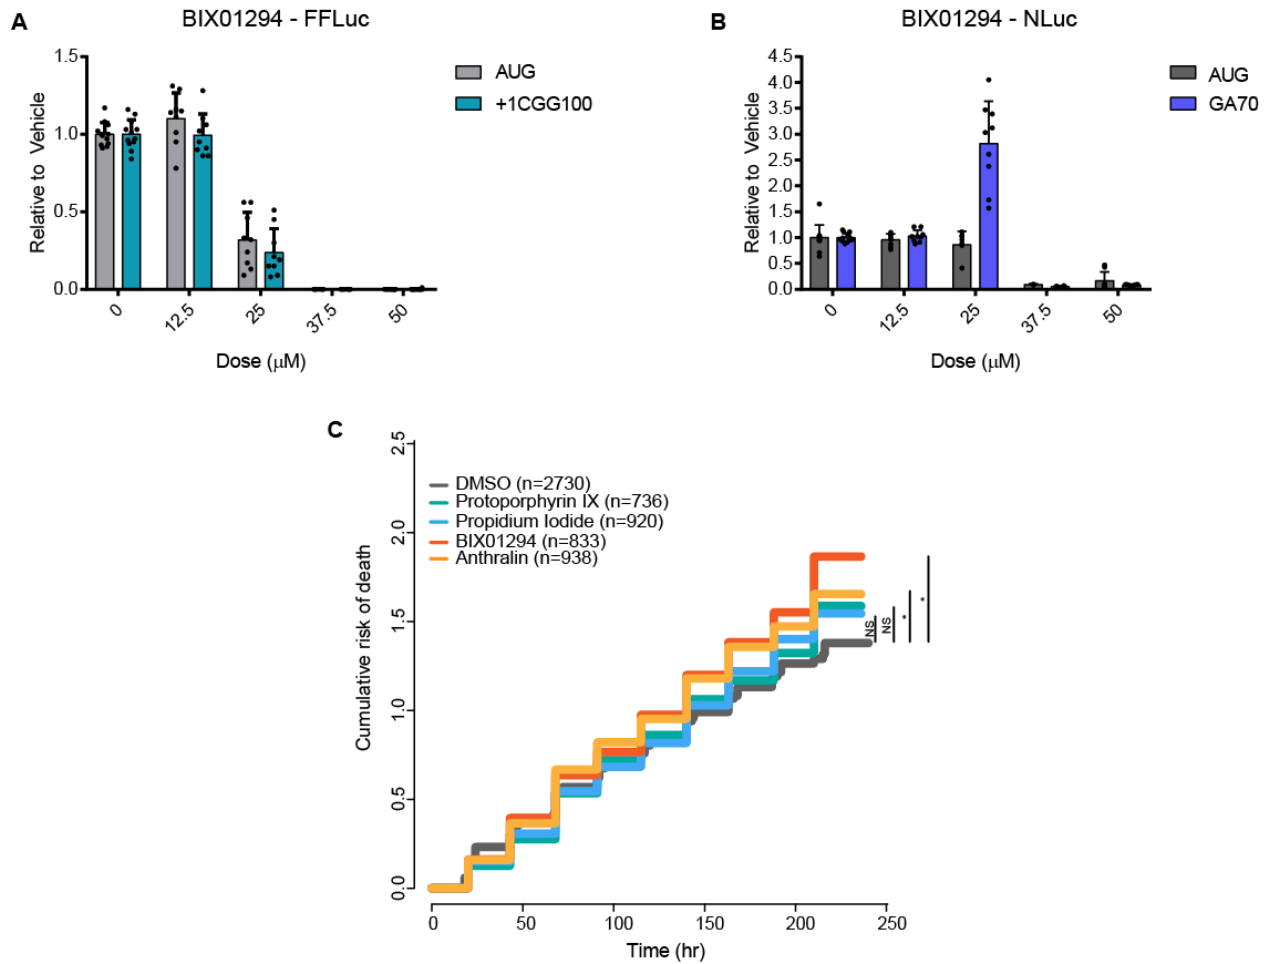 A
BIX01294 - FFLuc
Relative to Vehicle
1.5
1.0
0.5
0.0
0
12.5
25
37.5
50
Dose (μM)
AUG
+1CGG100
B
BIX01294 - NLuc
Relative to Vehicle
4.5
4.0
3.5
3.0
2.5
2.0
1.5
1.0
0.5
0.0
0
12.5
25
37.5
50
Dose (μM)
AUG
GA70
C
Cumulative risk of death
2.5
2.0
1.5
1.0
0.5
0.0
DMSO (n=2730)
Protoporphyrin IX (n=736)
Propidium Iodide (n=920)
BIX01294 (n=833)
Anthralin (n=938)
NS
NS
*
*
0
50
100
150
200
250
Time (hr)